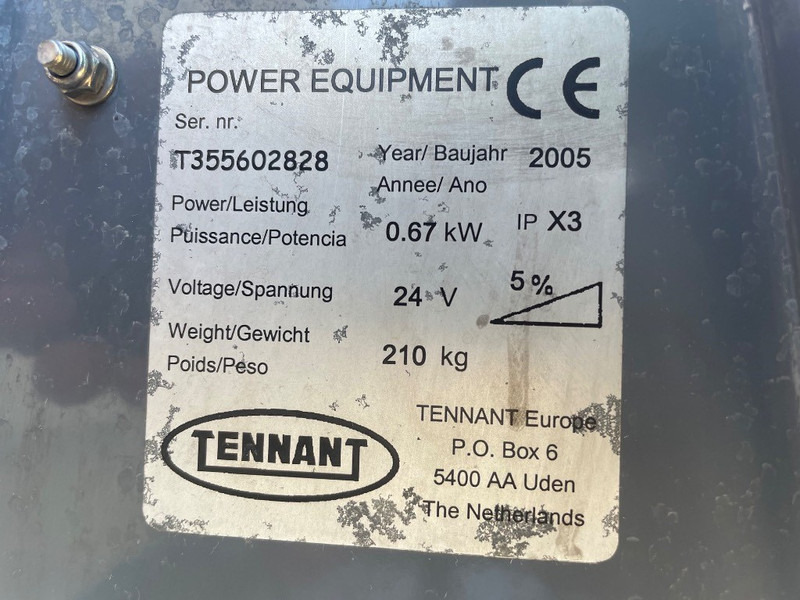 POWER EQUIPMENT CE
Ser. nr.
T355602828 Year/ Baujahr 2005
Annee/ Ano
Power/Leistung
Puissance/Potencia 0.67 kW IP X3
Voltage/Spannung 24 V 5%
Weight/Gewicht
Poids/Peso 210 kg
TENNANT
TENNANT Europe
P.O. Box 6
5400 AA Uden
The Netherlands